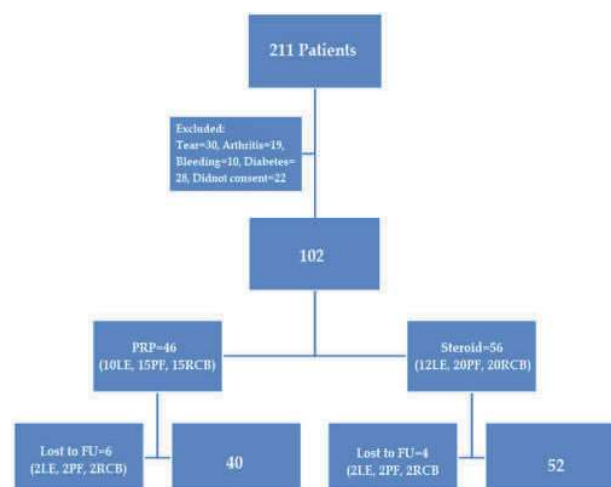 211 Patients
Excluded:
Tear=30, Arthritis=19,
Bleeding=10, Diabetes=
28, Didnot consent=22
102
PRP=46
(10LE, 15PF, 15RCB)
Steroid=56
(12LE, 20PF, 20RCB)
Lost to FU=6
(2LE, 2PF, 2RCB)
40
Lost to FU=4
(2LE, 2PF, 2RCB
52